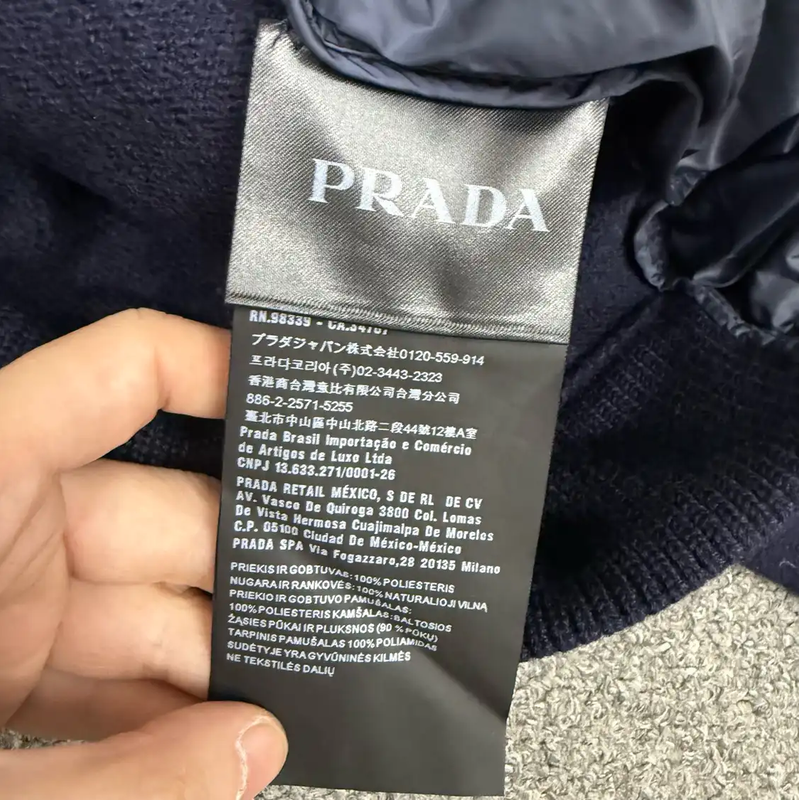 PRADA
RN.98339 - CA.34761
プラダジャパン株式会社0120-559-914
프라다코리아(주)02-3443-2323
香港商台灣壹比有限公司台灣分公司
886-2-2571-5255
臺北市中山區中山北路二段44號12樓A室
Prada Brasil Importação e Comércio
de Artigos de Luxo Ltda
CNPJ 13.633.271/0001-26
PRADA RETAIL MÉXICO, S DE RL DE CV
AV. Vasco De Quiroga 3800 Col. Lomas
De Vista Hermosa Cuajimalpa De Morelos
C.P. 05100 Ciudad De México-México
PRADA SPA Via Fogazzaro,28 20135 Milano
PRIEKIS IR GOBTUVAS:100% POLIESTERIS
NUGARA IR RANKOVĖS:100% NATURALIOJI VILNA
PRIEKIO IR GOBTUVO PAMUŠALAS:
100% POLIESTERIS KAMŠALAS:BALTOSIOS
ŽĄSIES PŪKAI IR PLUKSNOS (90 % PŪKŲ)
TARPINIS PAMUŠALAS 100% POLIAMIDAS
SUDĖTYJE YRA GYVŪNINĖS KILMĖS
NE TEKSTILĖS DALIŲ